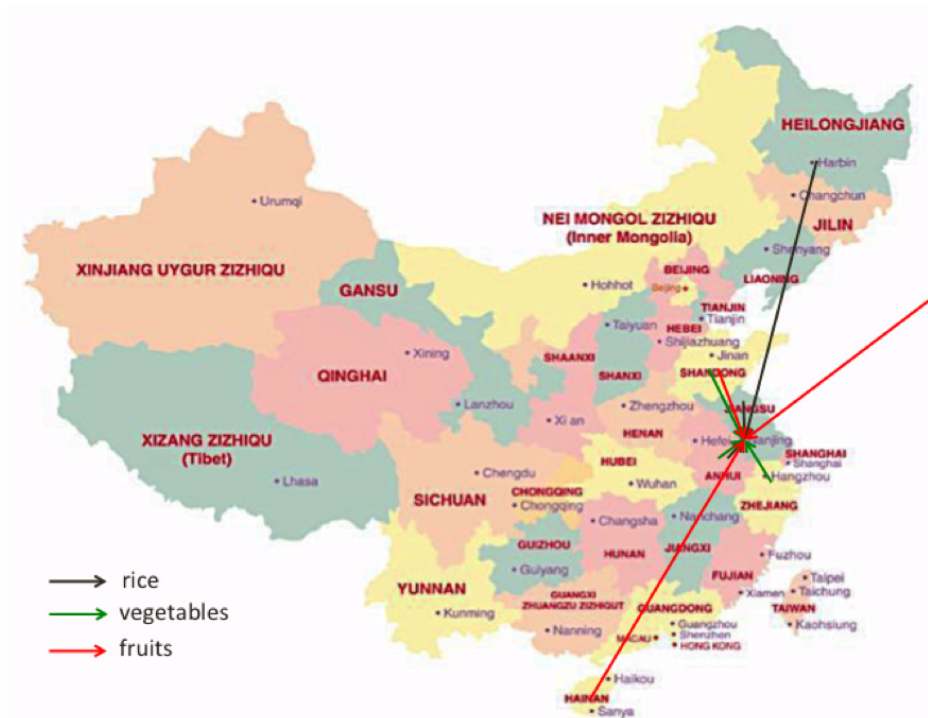 HEILONGJIANG
Harbin
Changchun
JILIN
Urumqi
NEI MONGOL ZIZHIQU
(Inner Mongolia)
Shenyang
LIAONING
XINJIANG UYGUR ZIZHIQU
GANSU
BEIJING
Beijing
Hohhot
TIANJIN
Tianjin
Taiyuan
HEBEI
Shijiazhuang
Xining
SHAANXI
Jinan
SHANDONG
QINGHAI
SHANXI
Lanzhou
Zhengzhou
JIANGSU
Xi an
XIZANG ZIZHIQU
(Tibet)
HENAN
Hefei
Nanjing
SHANGHAI
Shanghai
Lhasa
Chengdu
HUBEI
Wuhan
ANHUI
Hangzhou
SICHUAN
CHONGQING
Chongqing
ZHEJIANG
Changsha
Nanchang
GUIZHOU
HUNAN
JIANGXI
Fuzhou
Guiyang
FUJIAN
Taipei
YUNNAN
GUANGXI
ZHUANGZU ZIZHIQUT
Xiamen
Taichung
Kunming
GUANGDONG
TAIWAN
Nanning
Guangzhou
Kaohsiung
MACAU
Shenzhen
HONG KONG
Haikou
HAINAN
Sanya
rice
vegetables
fruits